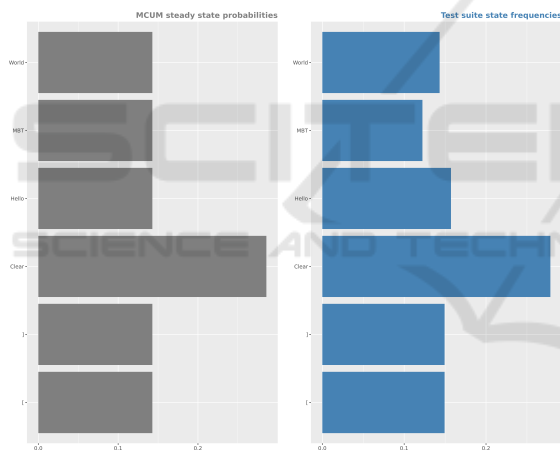 MCUM steady state probabilities
World
MBT
Hello
Clear
]
[
0.0 0.1 0.2
Test suite state frequencies
World
MBT
Hello
Clear
]
[
0.0 0.1 0.2
SCITE
SCIENCE AND TECHN